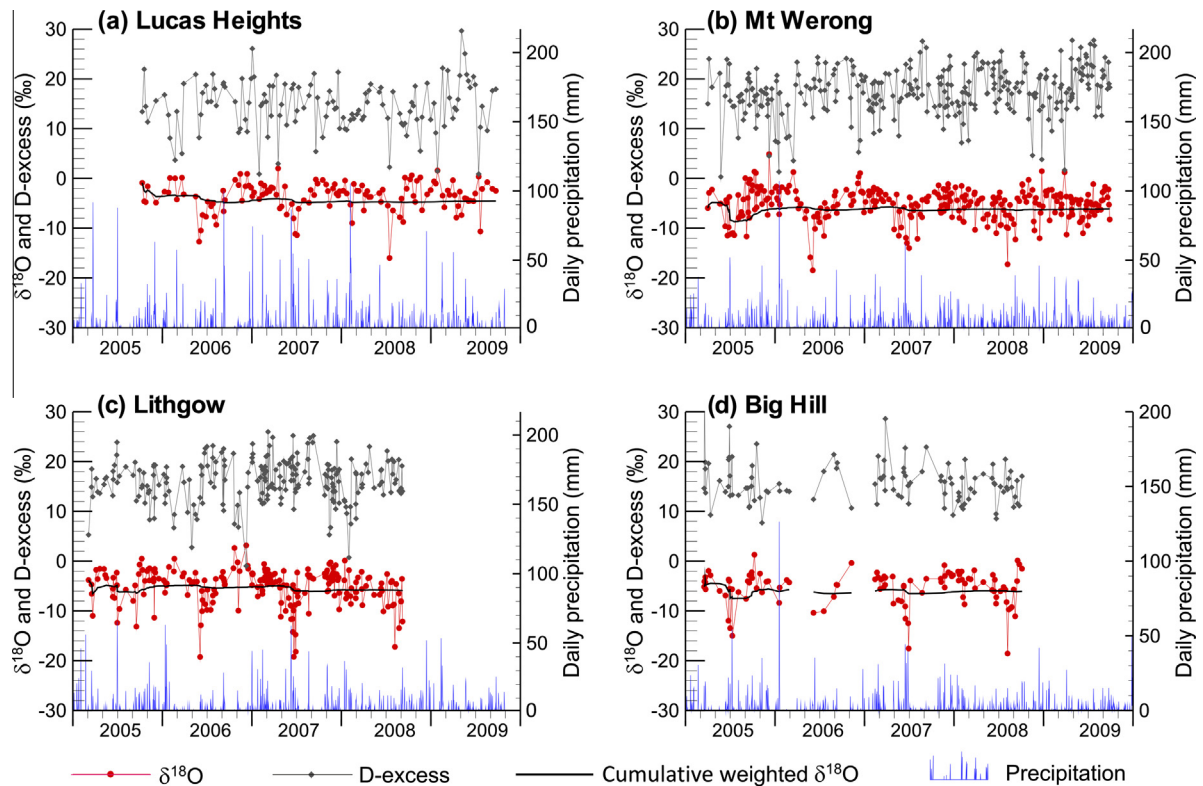 (a) Lucas Heights
(b) Mt Werong
δ¹⁸O and D-excess (‰)
30
20
10
0
-10
-20
-30
Daily precipitation (mm)
200
150
100
50
0
2005 2006 2007 2008 2009
δ¹⁸O and D-excess (‰)
30
20
10
0
-10
-20
-30
Daily precipitation (mm)
200
150
100
50
0
2005 2006 2007 2008 2009
(c) Lithgow
(d) Big Hill
δ¹⁸O and D-excess (‰)
30
20
10
0
-10
-20
-30
Daily precipitation (mm)
200
150
100
50
0
2005 2006 2007 2008 2009
δ¹⁸O and D-excess (‰)
30
20
10
0
-10
-20
-30
Daily precipitation (mm)
200
150
100
50
0
2005 2006 2007 2008 2009
δ¹⁸O D-excess Cumulative weighted δ¹⁸O Precipitation